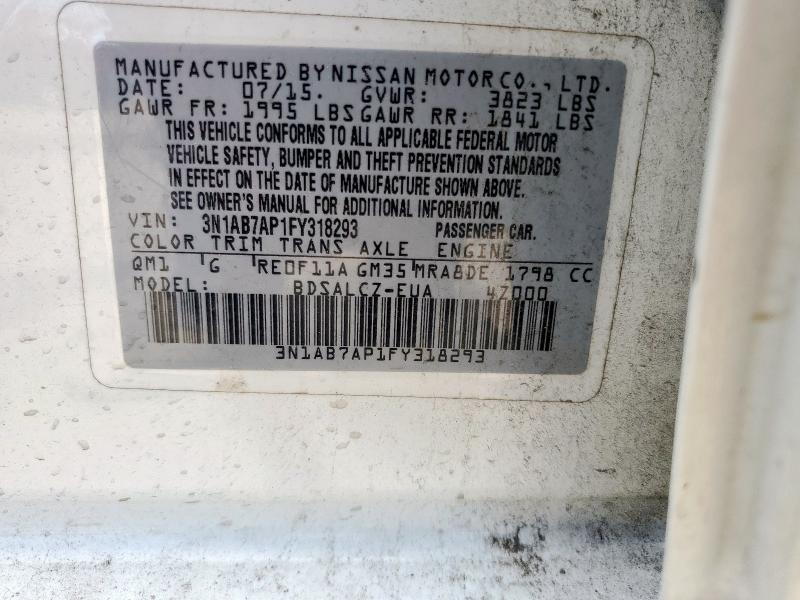 MANUFACTURED BY NISSAN MOTOR CO., LTD.
DATE: 07/15. GVWR: 3823 LBS
GAWR FR: 1995 LBS GAWR RR: 1841 LBS
THIS VEHICLE CONFORMS TO ALL APPLICABLE FEDERAL MOTOR
VEHICLE SAFETY, BUMPER AND THEFT PREVENTION STANDARDS
IN EFFECT ON THE DATE OF MANUFACTURE SHOWN ABOVE.
SEE OWNER'S MANUAL FOR ADDITIONAL INFORMATION.
VIN: 3N1AB7AP1FY318293 PASSENGER CAR.
COLOR TRIM TRANS AXLE ENGINE
QM1 G RE0F11A GM35 MRA8DE 1798 CC
MODEL: BDSALCZ-EUA 4Z000
3N1AB7AP1FY318293